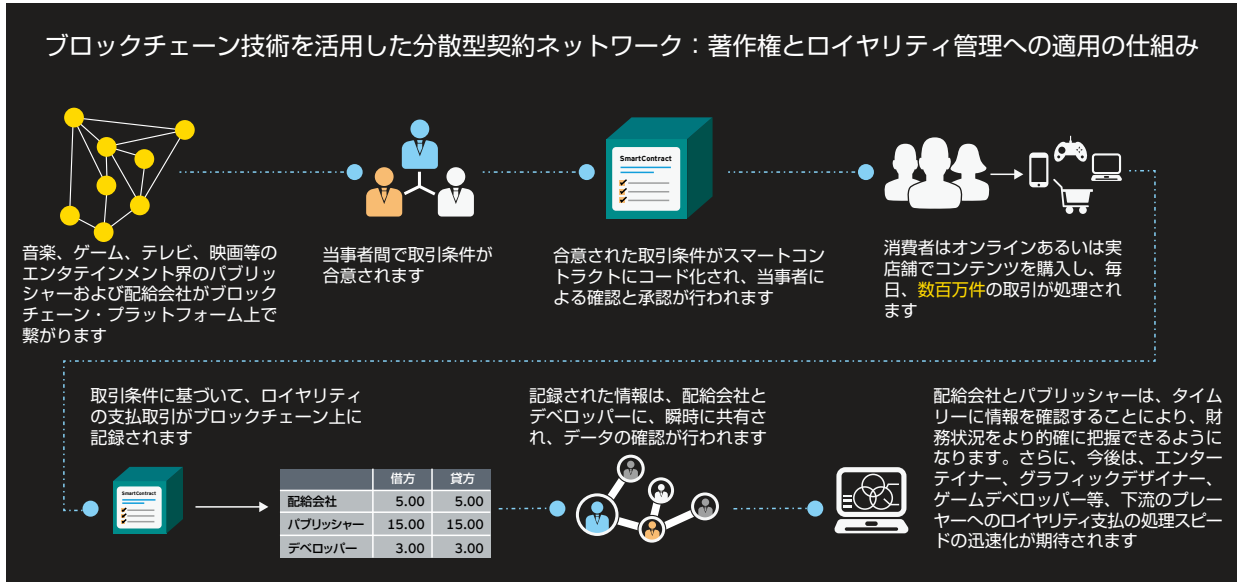 ブロックチェーン技術を活用した分散型契約ネットワーク：著作権とロイヤリティ管理への適用の仕組み
音楽、ゲーム、テレビ、映画等の
エンタテインメント界のパブリッ
シャーおよび配給会社がブロック
チェーン・プラットフォーム上で
繋がります
当事者間で取引条件が
合意されます
SmartContract
合意された取引条件がスマートコン
トラクトにコード化され、当事者に
よる確認と承認が行われます
消費者はオンラインあるいは実
店舗でコンテンツを購入し、毎
日、数百万件の取引が処理され
ます
取引条件に基づいて、ロイヤリティ
の支払取引がブロックチェーン上に
記録されます
SmartContract
借方 貸方
配給会社 5.00 5.00
パブリッシャー 15.00 15.00
デベロッパー 3.00 3.00
記録された情報は、配給会社と
デベロッパーに、瞬時に共有さ
れ、データの確認が行われます
配給会社とパブリッシャーは、タイム
リーに情報を確認することにより、財
務状況をより的確に把握できるように
なります。さらに、今後は、エンター
テイナー、グラフィックデザイナー、
ゲームデベロッパー等、下流のプレー
ヤーへのロイヤリティ支払の処理スピー
ドの迅速化が期待されます